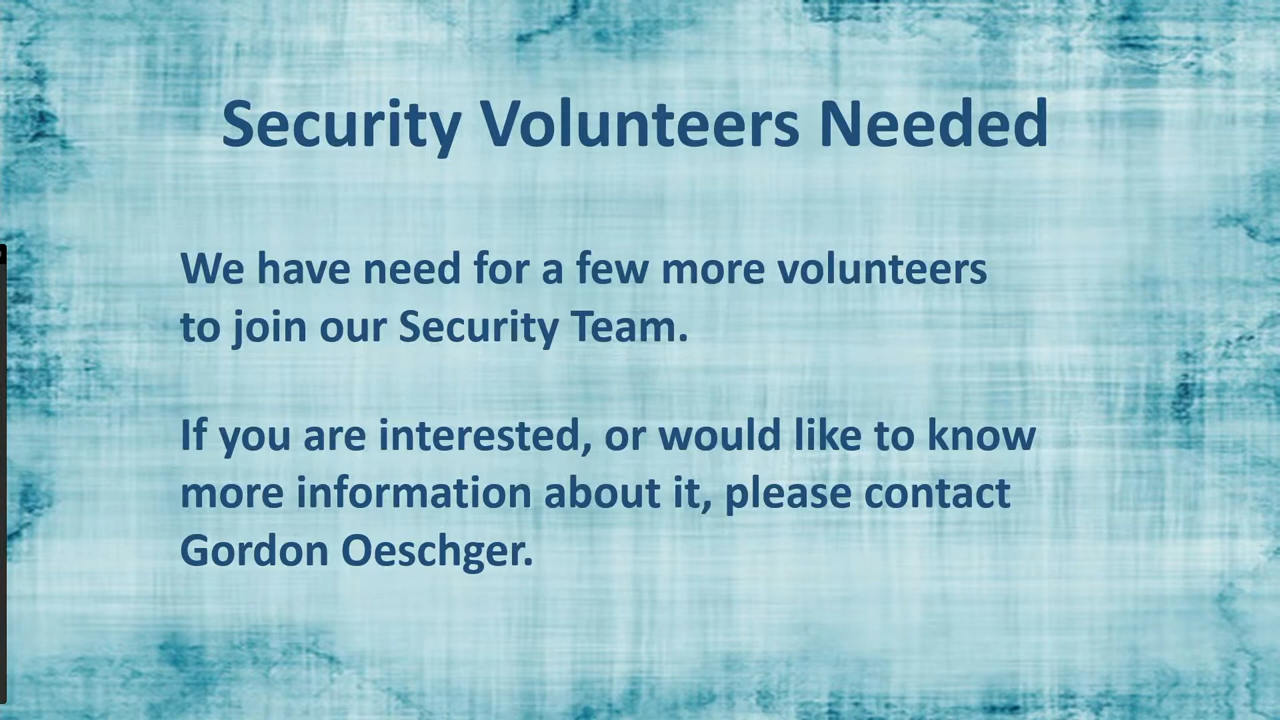 Security Volunteers Needed
We have need for a few more volunteers
to join our Security Team.
If you are interested, or would like to know
more information about it, please contact
Gordon Oeschger.